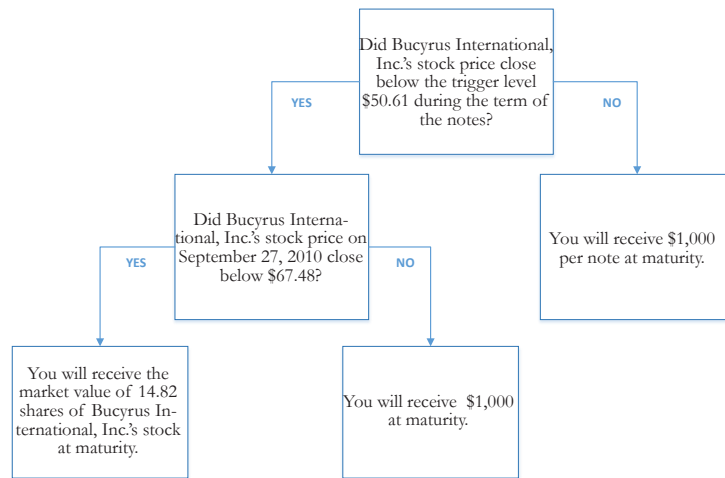 Did Bucyrus International,
Inc.'s stock price close
below the trigger level
$50.61 during the term of
the notes?
YES
NO
Did Bucyrus Interna-
tional, Inc.'s stock price on
September 27, 2010 close
below $67.48?
You will receive $1,000
per note at maturity.
YES
NO
You will receive the
market value of 14.82
shares of Bucyrus In-
ternational, Inc.'s stock
at maturity.
You will receive $1,000
at maturity.